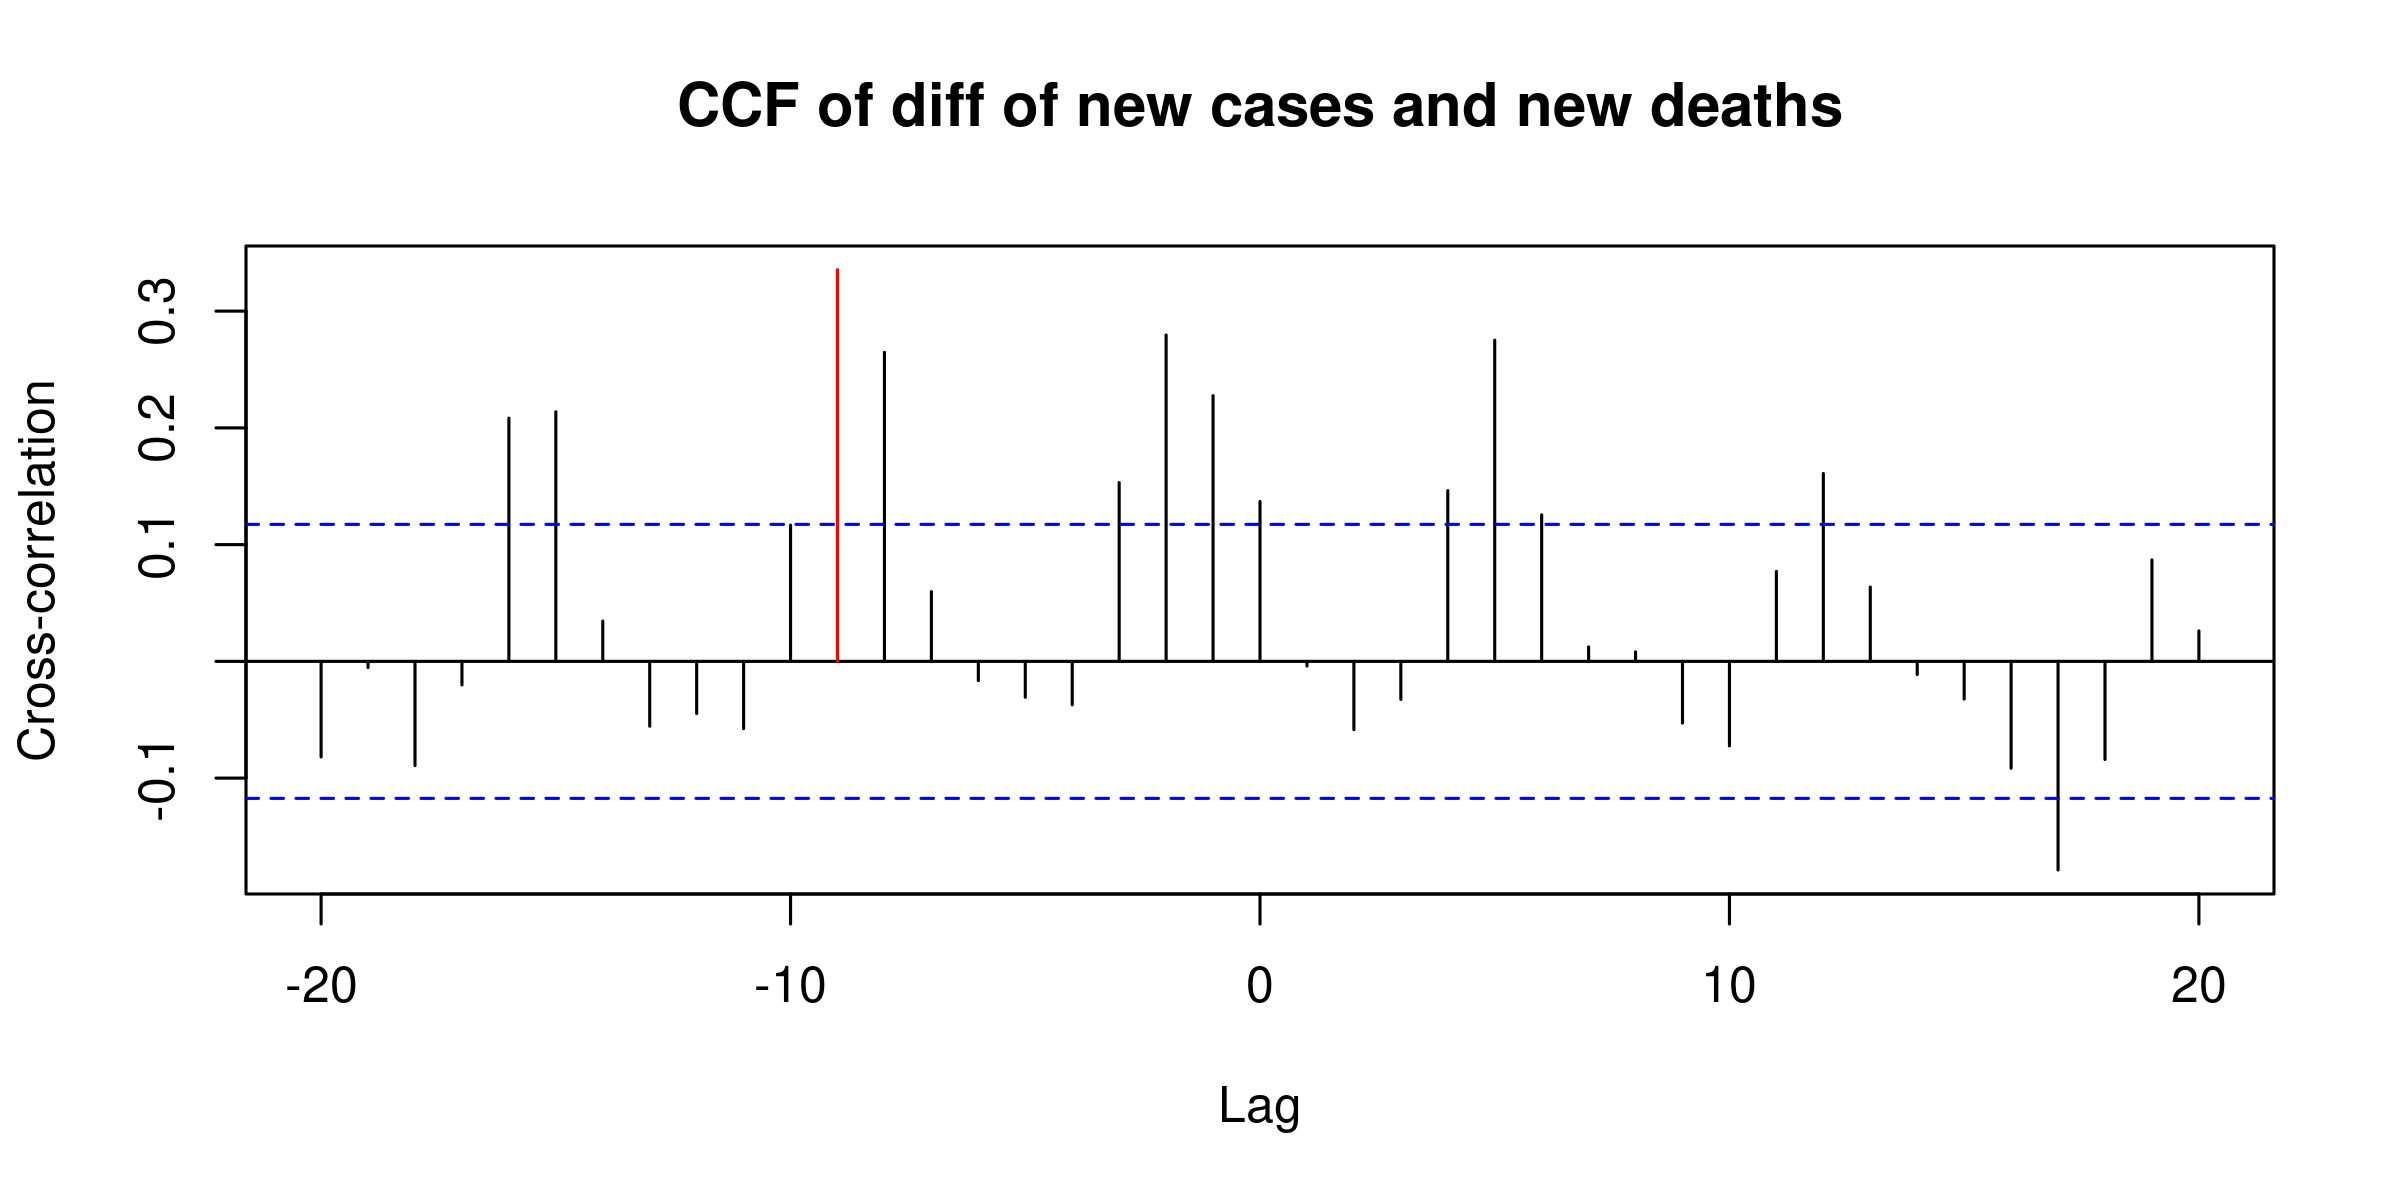 CCF of diff of new cases and new deaths
Cross-correlation
0.3
0.2
0.1
-0.1
-20 -10 0 10 20
Lag